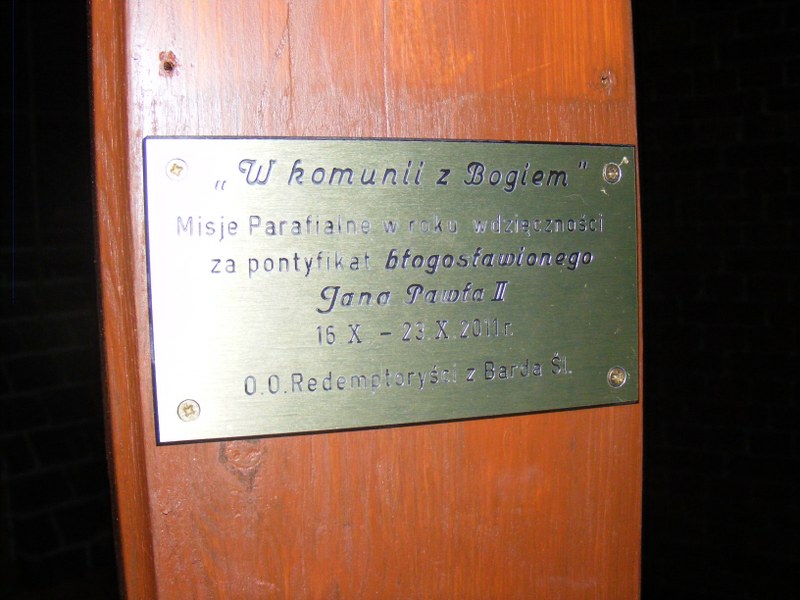 „W komunii z Bogiem"
Misje Parafialne w roku wdzięczności
za pontyfikat błogosławionego
Jana Pawła II
16 X – 23.X.2011r.
O.O.Redemptoryści z Barda Śl.